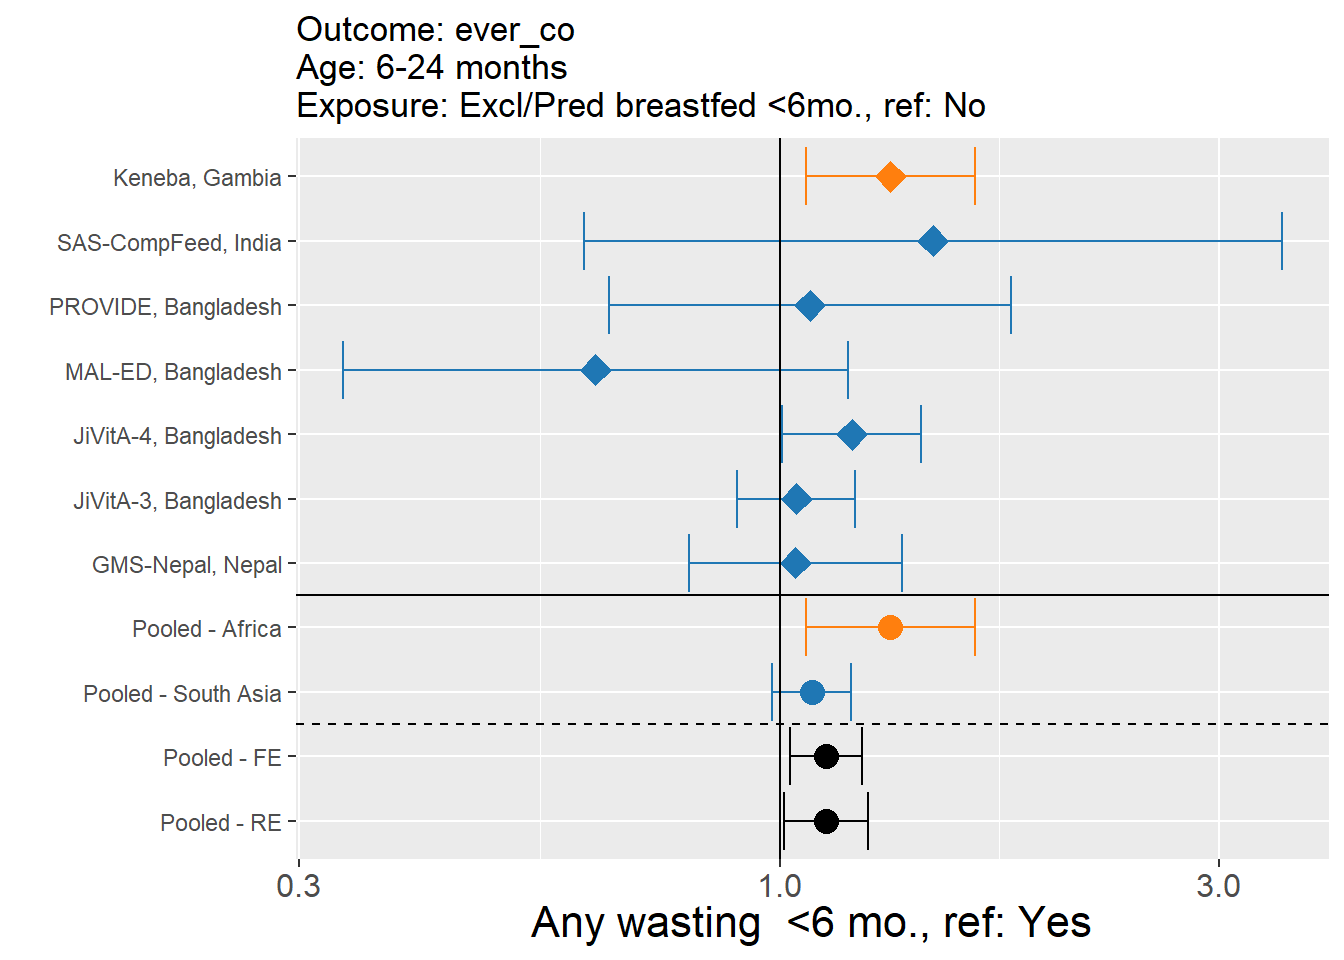 Outcome: ever_co
Age: 6-24 months
Exposure: Excl/Pred breastfed <6mo., ref: No
Keneba, Gambia
SAS-CompFeed, India
PROVIDE, Bangladesh
MAL-ED, Bangladesh
JiVitA-4, Bangladesh
JiVitA-3, Bangladesh
GMS-Nepal, Nepal
Pooled - Africa
Pooled - South Asia
Pooled - FE
Pooled - RE
0.3 1.0 3.0
Any wasting  <6 mo., ref: Yes